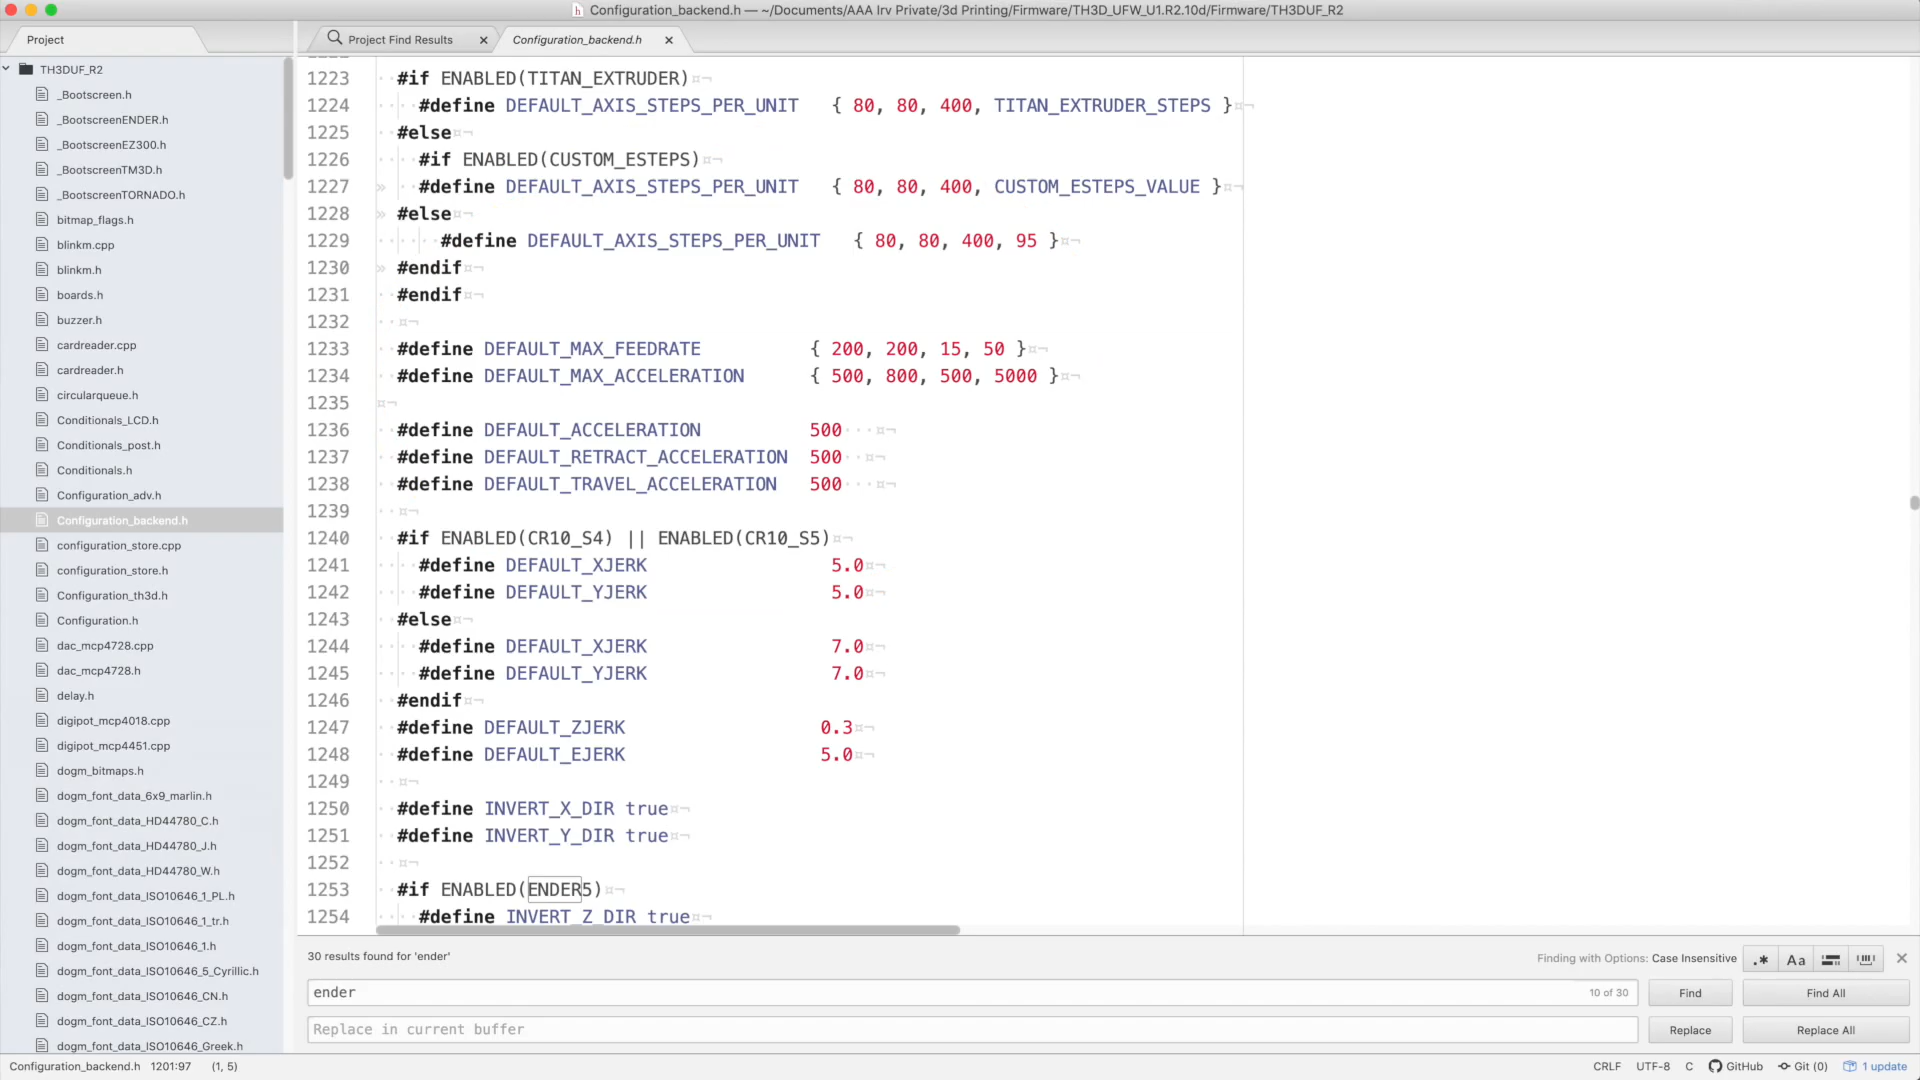 Configuration_backend.h — ~/Documents/AAA Irv Private/3d Printing/Firmware/TH3D_UFW_U1.R2.10d/Firmware/TH3DUF_R2
Project
Project Find Results
Configuration_backend.h
TH3DUF_R2
_Bootscreen.h
_BootscreenENDER.h
_BootscreenEZ300.h
_BootscreenTM3D.h
_BootscreenTORNADO.h
bitmap_flags.h
blinkm.cpp
blinkm.h
boards.h
buzzer.h
cardreader.cpp
cardreader.h
circularqueue.h
Conditionals_LCD.h
Conditionals_post.h
Conditionals.h
Configuration_adv.h
Configuration_backend.h
configuration_store.cpp
configuration_store.h
Configuration_th3d.h
Configuration.h
dac_mcp4728.cpp
dac_mcp4728.h
delay.h
digipot_mcp4018.cpp
digipot_mcp4451.cpp
dogm_bitmaps.h
dogm_font_data_6x9_marlin.h
dogm_font_data_HD44780_C.h
dogm_font_data_HD44780_J.h
dogm_font_data_HD44780_W.h
dogm_font_data_ISO10646_1_PL.h
dogm_font_data_ISO10646_1_tr.h
dogm_font_data_ISO10646_1.h
dogm_font_data_ISO10646_5_Cyrillic.h
dogm_font_data_ISO10646_CN.h
dogm_font_data_ISO10646_CZ.h
dogm_font_data_ISO10646_Greek.h
1223 #if ENABLED(TITAN_EXTRUDER)
1224 #define DEFAULT_AXIS_STEPS_PER_UNIT { 80, 80, 400, TITAN_EXTRUDER_STEPS }
1225 #else
1226 #if ENABLED(CUSTOM_ESTEPS)
1227 #define DEFAULT_AXIS_STEPS_PER_UNIT { 80, 80, 400, CUSTOM_ESTEPS_VALUE }
1228 #else
1229 #define DEFAULT_AXIS_STEPS_PER_UNIT { 80, 80, 400, 95 }
1230 #endif
1231 #endif
1232
1233 #define DEFAULT_MAX_FEEDRATE { 200, 200, 15, 50 }
1234 #define DEFAULT_MAX_ACCELERATION { 500, 800, 500, 5000 }
1235
1236 #define DEFAULT_ACCELERATION 500
1237 #define DEFAULT_RETRACT_ACCELERATION 500
1238 #define DEFAULT_TRAVEL_ACCELERATION 500
1239
1240 #if ENABLED(CR10_S4) || ENABLED(CR10_S5)
1241 #define DEFAULT_XJERK 5.0
1242 #define DEFAULT_YJERK 5.0
1243 #else
1244 #define DEFAULT_XJERK 7.0
1245 #define DEFAULT_YJERK 7.0
1246 #endif
1247 #define DEFAULT_ZJERK 0.3
1248 #define DEFAULT_EJERK 5.0
1249
1250 #define INVERT_X_DIR true
1251 #define INVERT_Y_DIR true
1252
1253 #if ENABLED(ENDER5)
1254 #define INVERT_Z_DIR true
30 results found for 'ender'
Finding with Options: Case Insensitive
.* Aa
ender
10 of 30
Find
Find All
Replace in current buffer
Replace
Replace All
Configuration_backend.h 1201:97 (1, 5)
CRLF UTF-8 C GitHub Git (0) 1 update